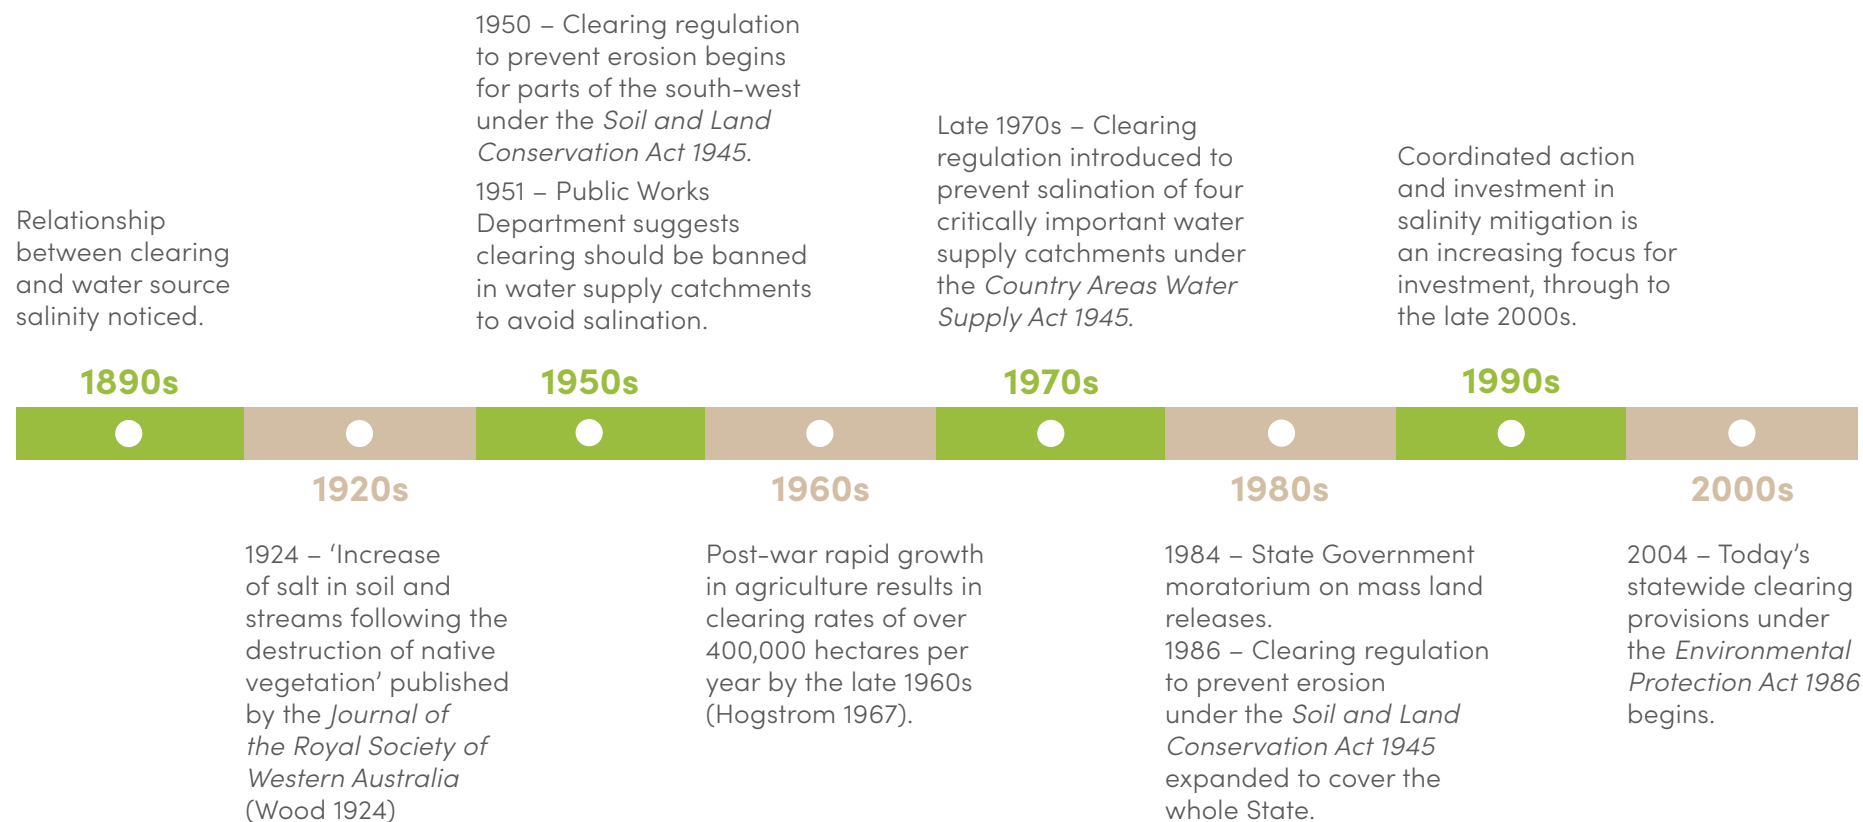 Relationship
between clearing
and water source
salinity noticed.
1890s
1924 – ‘Increase
of salt in soil and
streams following the
destruction of native
vegetation’ published
by the Journal of
the Royal Society of
Western Australia
(Wood 1924)
1920s
1950 – Clearing regulation
to prevent erosion begins
for parts of the south-west
under the Soil and Land
Conservation Act 1945.
1951 – Public Works
Department suggests
clearing should be banned
in water supply catchments
to avoid salination.
1950s
1960s
Post-war rapid growth
in agriculture results in
clearing rates of over
400,000 hectares per
year by the late 1960s
(Hogstrom 1967).
Late 1970s – Clearing
regulation introduced to
prevent salination of four
critically important water
supply catchments under
the Country Areas Water
Supply Act 1945.
1970s
1980s
1984 – State Government
moratorium on mass land
releases.
1986 – Clearing regulation
to prevent erosion
under the Soil and Land
Conservation Act 1945
expanded to cover the
whole State.
Coordinated action
and investment in
salinity mitigation is
an increasing focus for
investment, through to
the late 2000s.
1990s
2000s
2004 – Today’s
statewide clearing
provisions under
the Environmental
Protection Act 1986
begins.